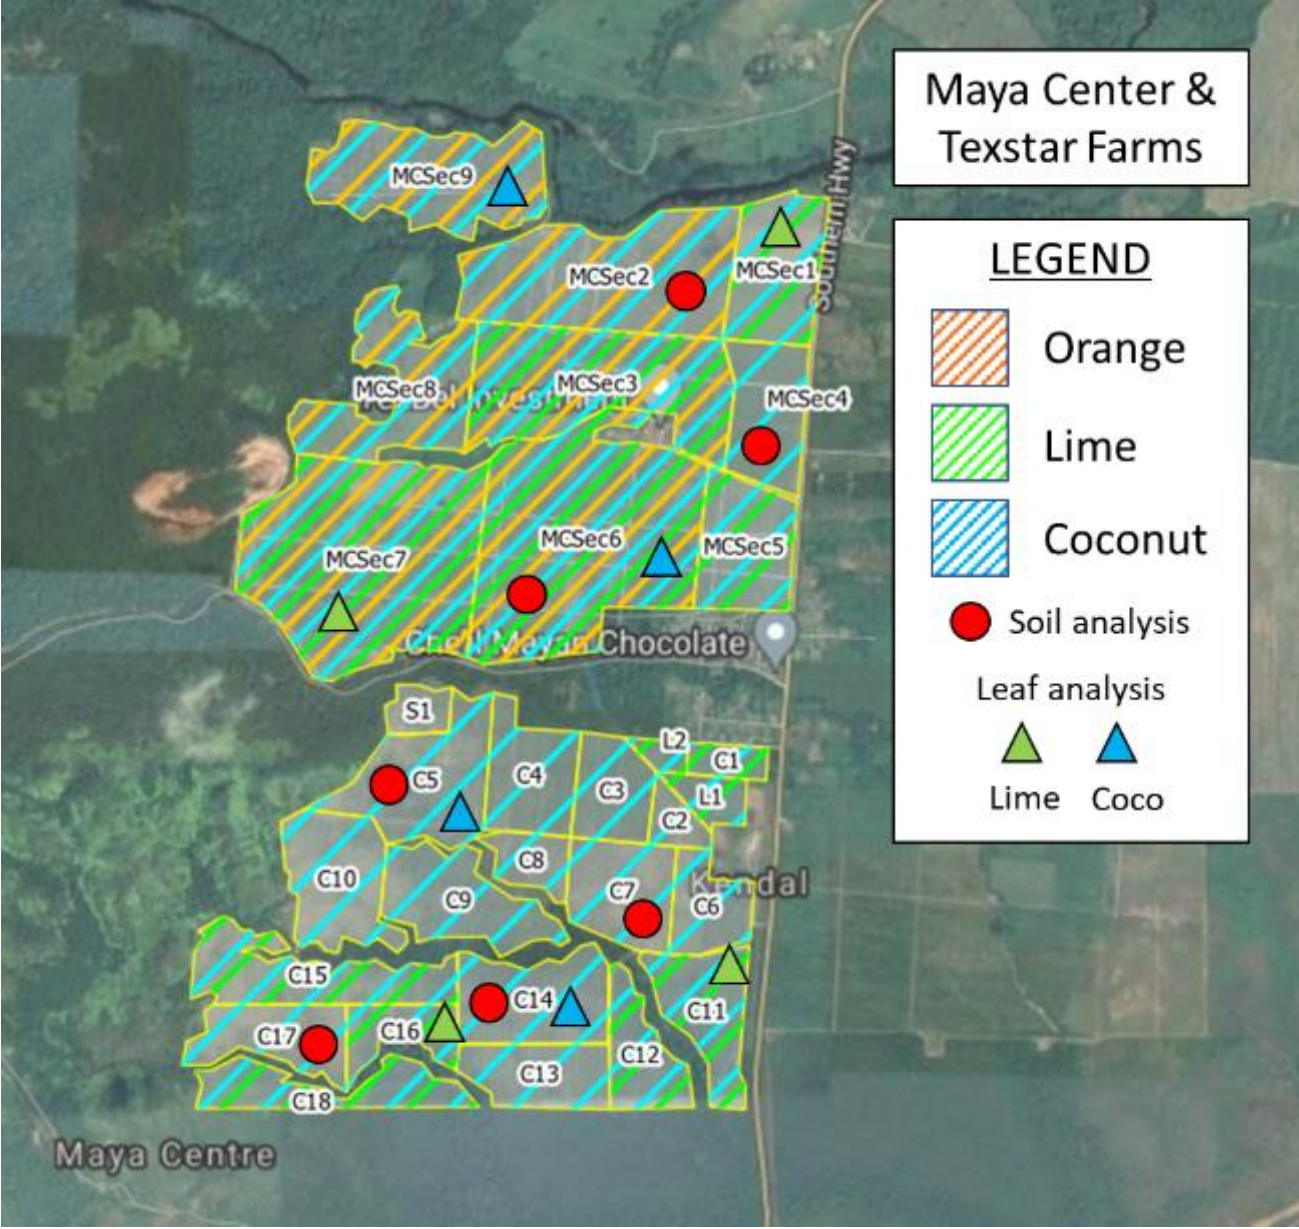 Maya Center &
Texstar Farms
LEGEND
Orange
Lime
Coconut
Soil analysis
Leaf analysis
Lime Coco
Southern Hwy
MCSec9
MCSec2
MCSec1
MCSec3
MCSec8
MCSec4
MCSec6
MCSec5
MCSec7
Che'il Mayan Chocolate
S1
L2
C1
C5
C4
C3
L1
C2
C8
C10
C9
C7
C6
Kendal
C15
C14
C11
C17
C16
C12
C13
C18
Maya Centre